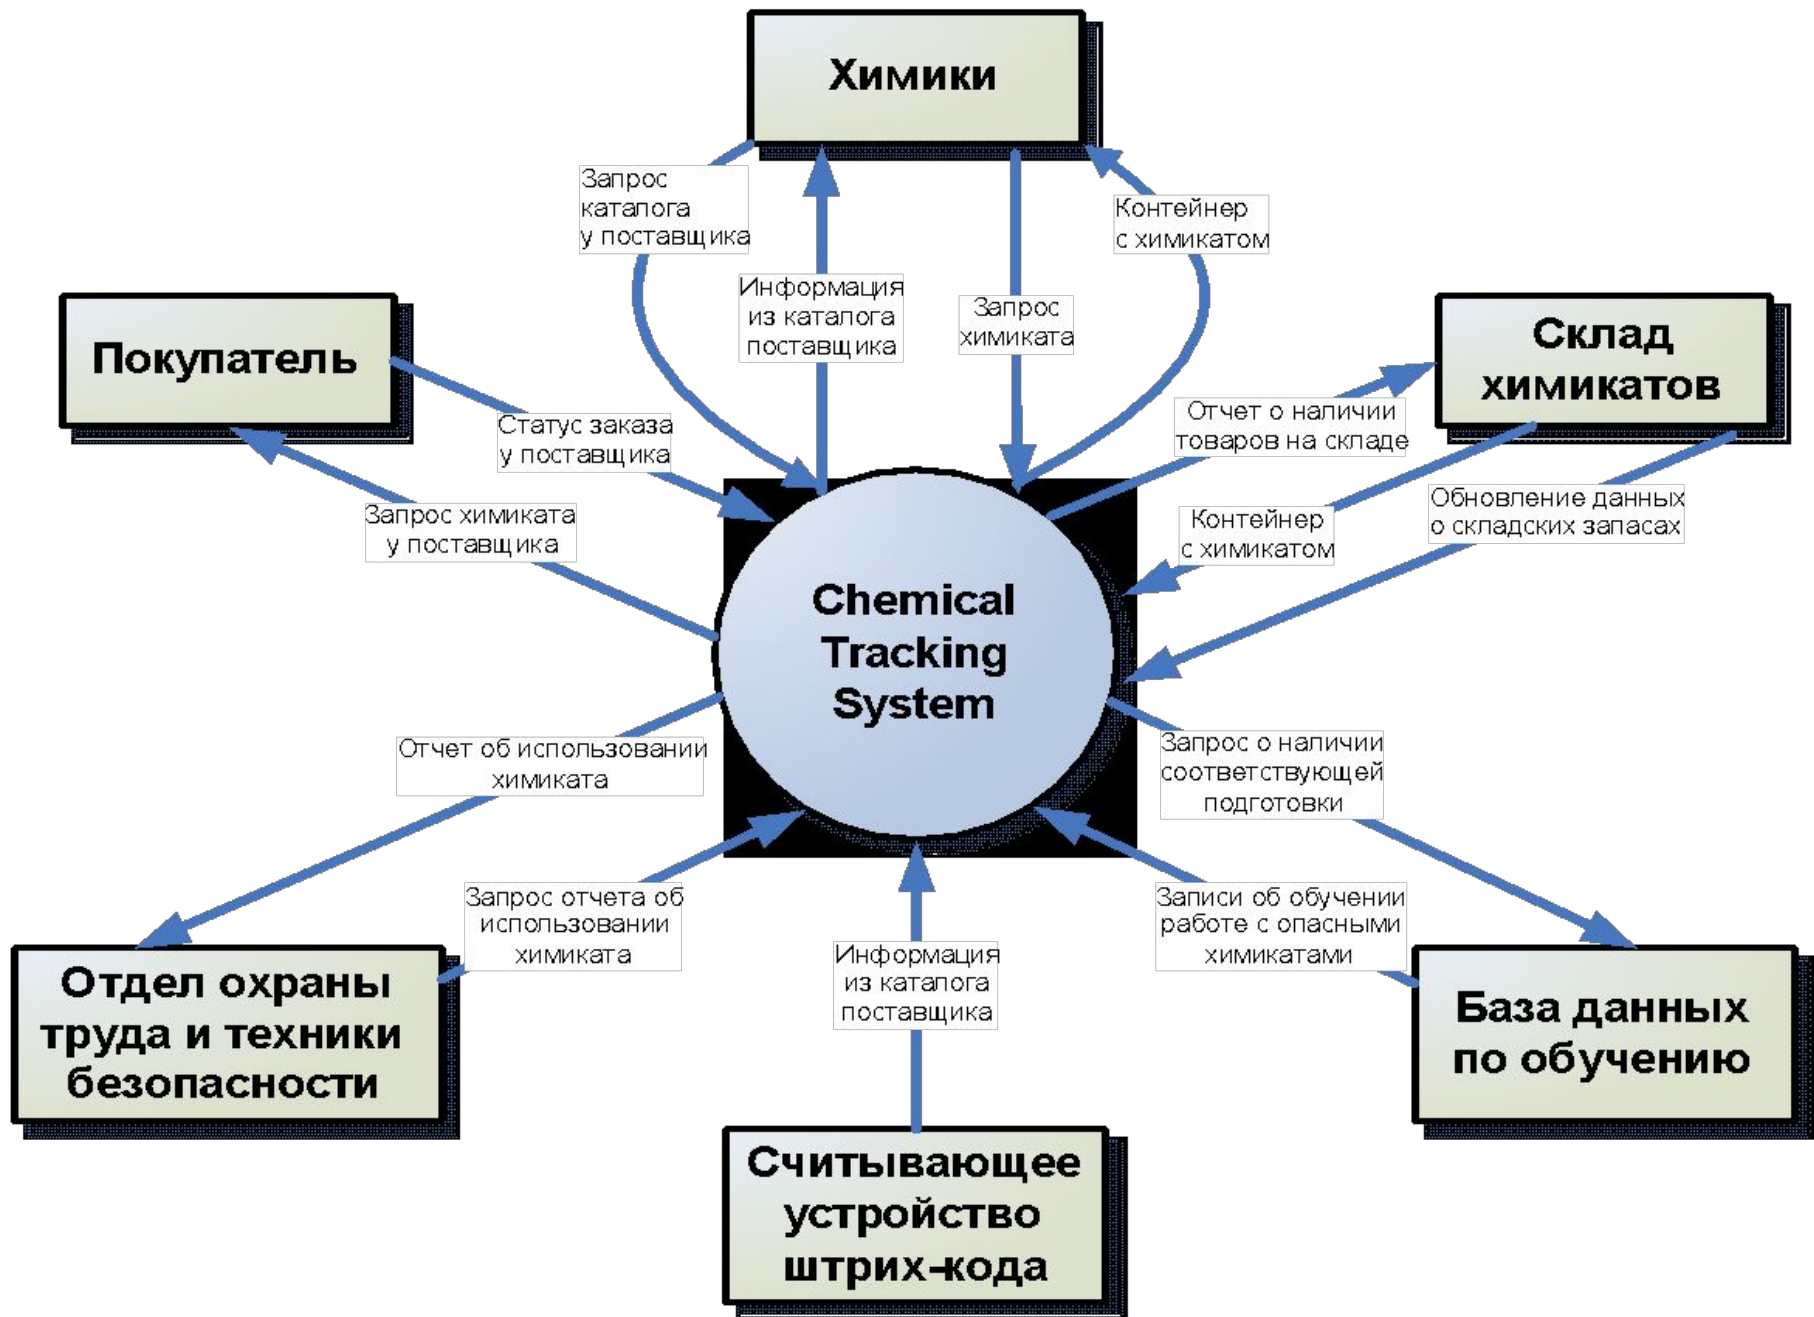 Химики
Запрос
каталога
у поставщика
Контейнер
с химикатом
Информация
из каталога
поставщика
Запрос
химиката
Покупатель
Склад
химикатов
Статус заказа
у поставщика
Отчет о наличии
товаров на складе
Запрос химиката
у поставщика
Контейнер
с химикатом
Обновление данных
о складских запасах
Chemical
Tracking
System
Отчет об использовании
химиката
Запрос о наличии
соответствующей
подготовки
Запрос отчета об
использовании
химиката
Записи об обучении
работе с опасными
химикатами
Информация
из каталога
поставщика
Отдел охраны
труда и техники
безопасности
База данных
по обучению
Считывающее
устройство
штрих-кода